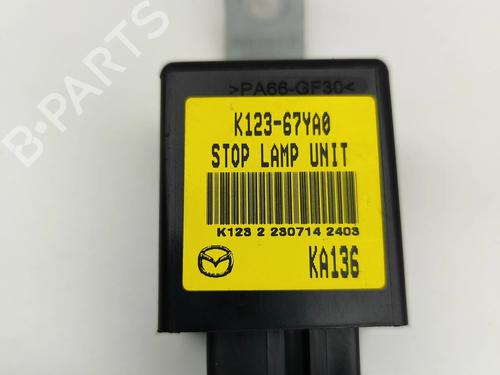 >PA66-GF30<
K123-67YA0
STOP LAMP UNIT
K123 2 230714 2403
KA136
B-PARTS